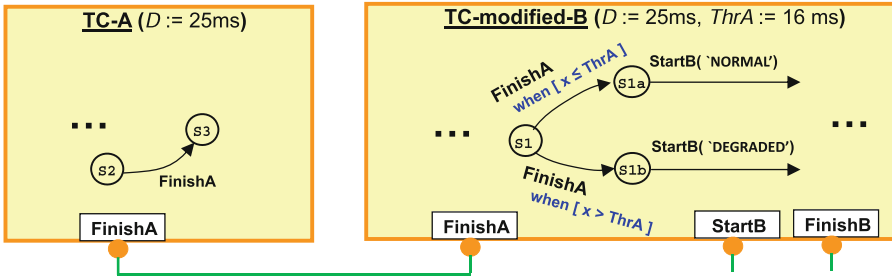 TC-A (D := 25ms)
...
S3
S2
FinishA
FinishA
TC-modified-B (D := 25ms, ThrA := 16 ms)
FinishA
when [ x ≤ ThrA ]
S1a
StartB( `NORMAL')
...
S1
...
FinishA
when [ x > ThrA ]
S1b
StartB( `DEGRADED')
FinishA
StartB
FinishB